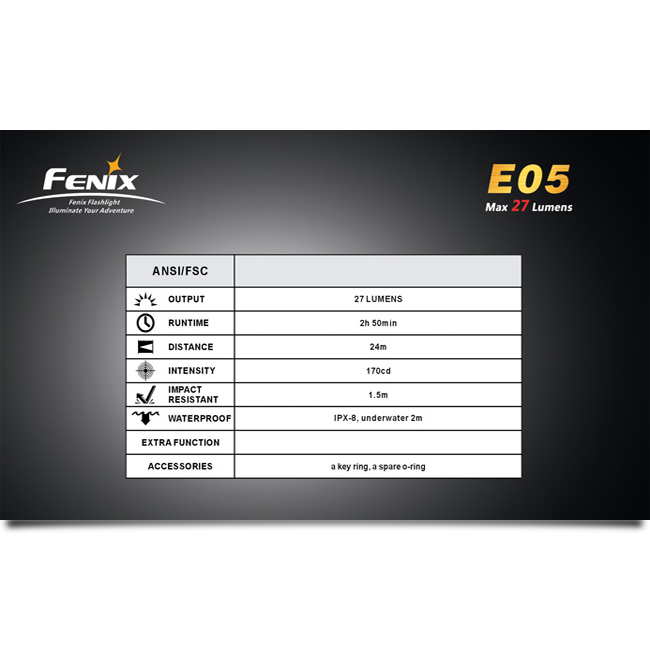 FENIX
Fenix Flashlight
Illuminate Your Adventure
E05
Max 27 Lumens
ANSI/FSC
OUTPUT 27 LUMENS
RUNTIME 2h 50min
DISTANCE 24m
INTENSITY 170cd
IMPACT
RESISTANT 1.5m
WATERPROOF IPX-8, underwater 2m
EXTRA FUNCTION
ACCESSORIES a key ring, a spare o-ring